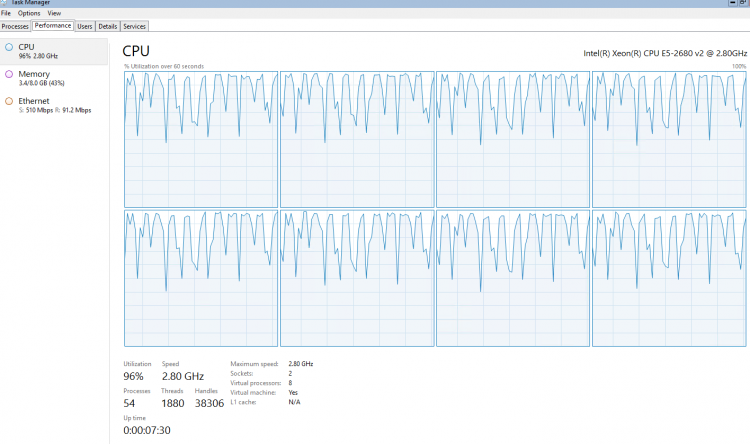 Task Manager
File Options View
Processes Performance Users Details Services
CPU
96% 2.80 GHz
Memory
3.4/8.0 GB (43%)
Ethernet
S: 510 Mbps R: 91.2 Mbps
CPU
Intel(R) Xeon(R) CPU E5-2680 v2 @ 2.80GHz
% Utilization over 60 seconds
100%
Utilization Speed
96% 2.80 GHz
Processes Threads Handles
54 1880 38306
Up time
0:00:07:30
Maximum speed: 2.80 GHz
Sockets: 2
Virtual processors: 8
Virtual machine: Yes
L1 cache: N/A